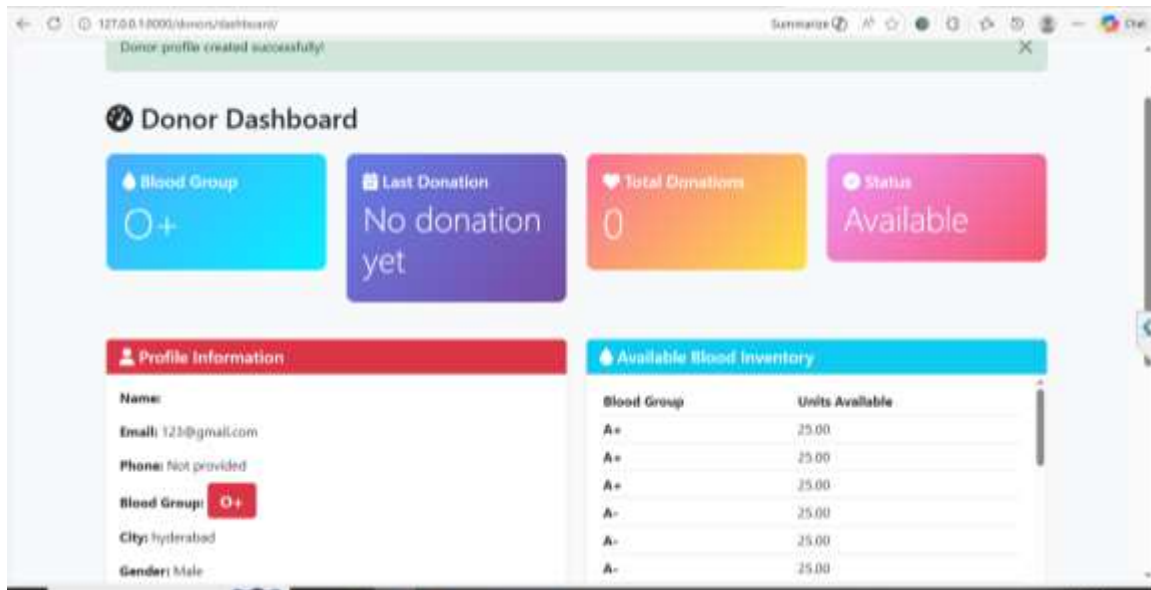 127.0.0.1:8000/donors/dashboard/
Summarize
Chat
Donor profile created successfully!
Donor Dashboard
Blood Group
O+
Last Donation
No donation
yet
Total Donations
0
Status
Available
Profile Information
Name:
Email: 123@gmail.com
Phone: Not provided
Blood Group: O+
City: hyderabad
Gender: Male
Available Blood Inventory
Blood Group Units Available
A+ 25.00
A+ 25.00
A+ 25.00
A- 25.00
A- 25.00
A- 25.00